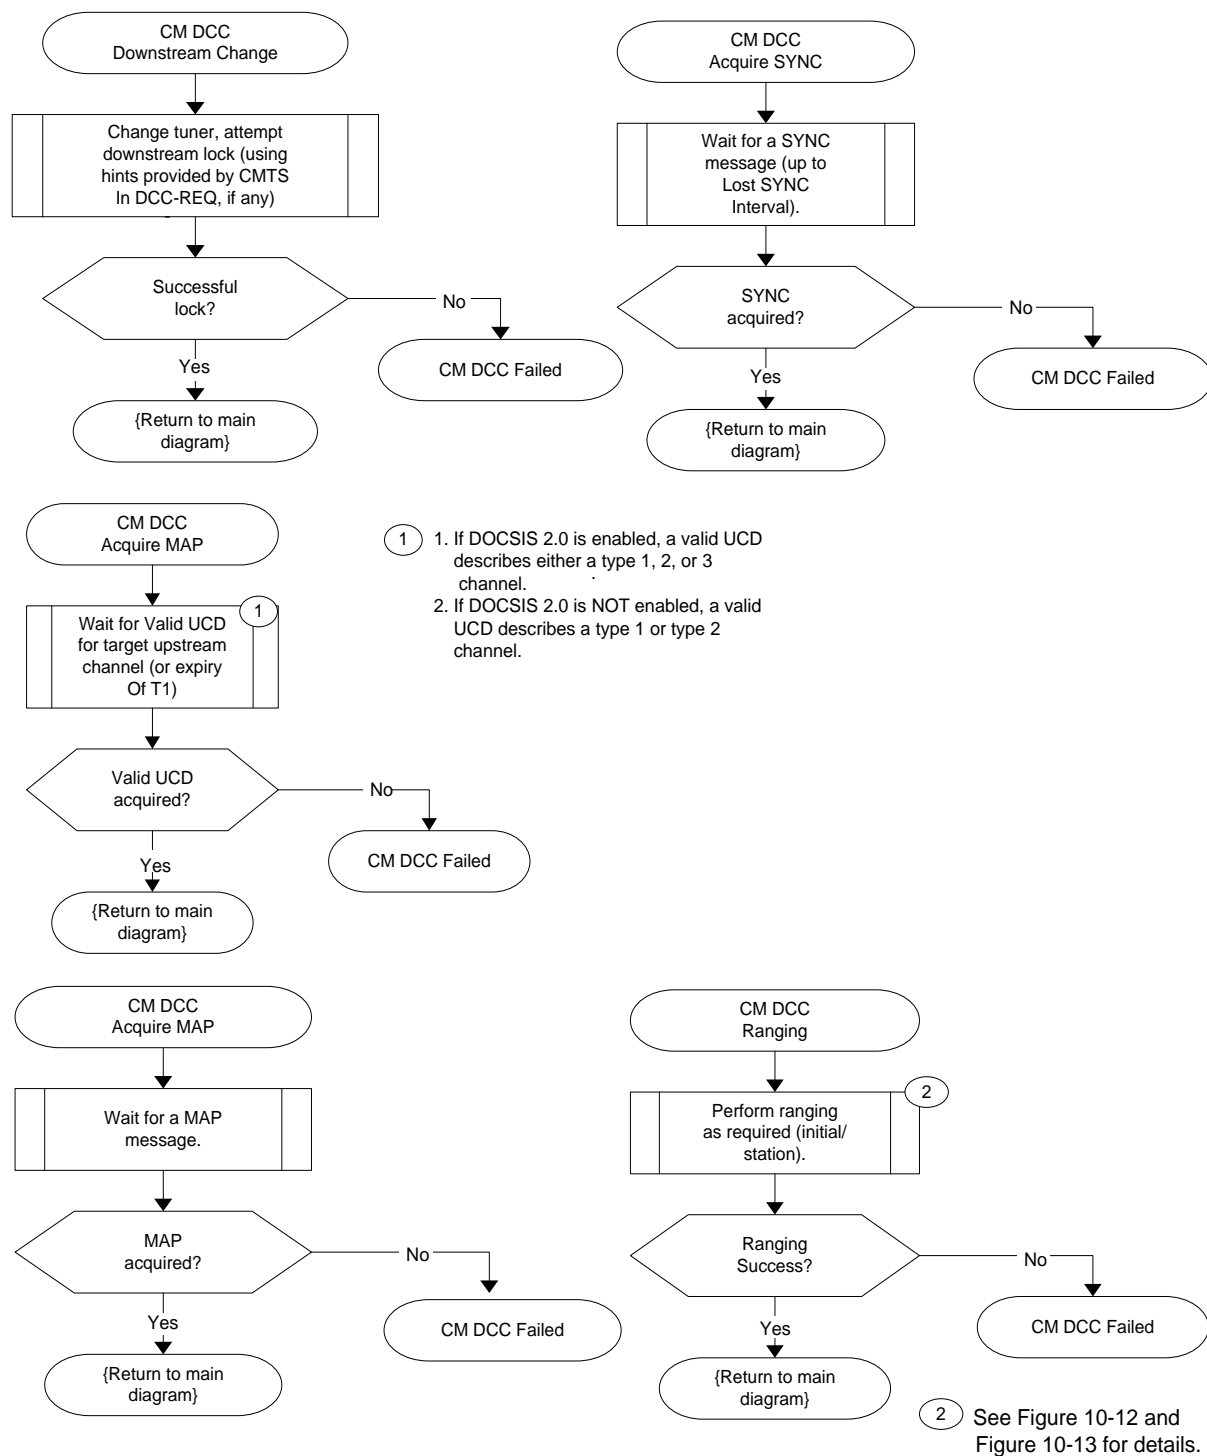 CM DCC
Downstream Change
Change tuner, attempt
downstream lock (using
hints provided by CMTS
In DCC-REQ, if any)
Successful
lock?
No
Yes
CM DCC Failed
{Return to main
diagram}
CM DCC
Acquire SYNC
Wait for a SYNC
message (up to
Lost SYNC
Interval).
SYNC
acquired?
No
Yes
CM DCC Failed
{Return to main
diagram}
CM DCC
Acquire MAP
1
Wait for Valid UCD
for target upstream
channel (or expiry
Of T1)
Valid UCD
acquired?
No
Yes
CM DCC Failed
{Return to main
diagram}
1
1. If DOCSIS 2.0 is enabled, a valid UCD
describes either a type 1, 2, or 3
channel.
2. If DOCSIS 2.0 is NOT enabled, a valid
UCD describes a type 1 or type 2
channel.
CM DCC
Acquire MAP
Wait for a MAP
message.
MAP
acquired?
No
Yes
CM DCC Failed
{Return to main
diagram}
CM DCC
Ranging
2
Perform ranging
as required (initial/
station).
Ranging
Success?
No
Yes
CM DCC Failed
{Return to main
diagram}
2
See Figure 10-12 and
Figure 10-13 for details.